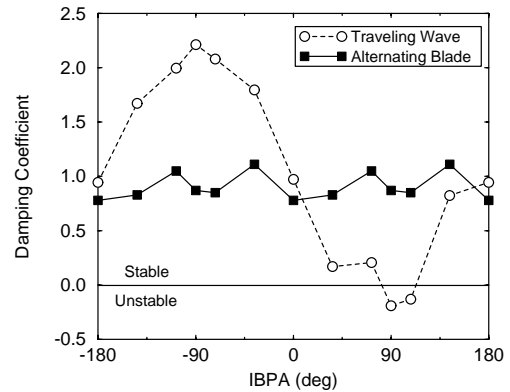 Damping Coefficient
2.5
2.0
1.5
1.0
0.5
0.0
-0.5
Traveling Wave
Alternating Blade
Stable
Unstable
-180
-90
0
90
180
IBPA (deg)